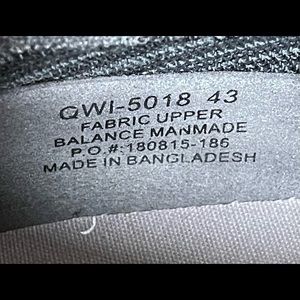 GWI-5018 43
FABRIC UPPER
BALANCE MANMADE
P.O.#:180815-186
MADE IN BANGLADESH